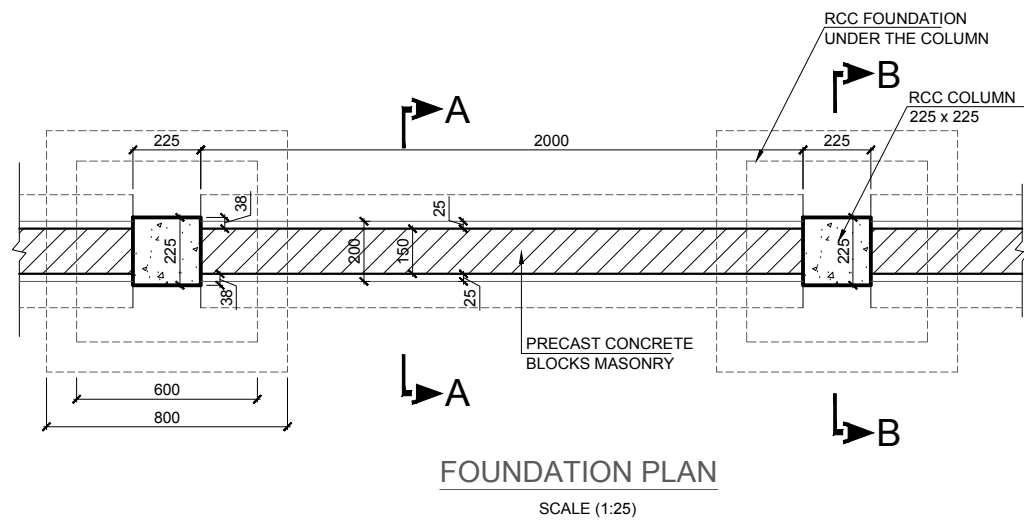 RCC FOUNDATION
UNDER THE COLUMN
B
A
RCC COLUMN
225 x 225
225
2000
225
38
25
225
200
150
225
38
25
PRECAST CONCRETE
BLOCKS MASONRY
600
A
800
B
FOUNDATION PLAN
SCALE (1:25)